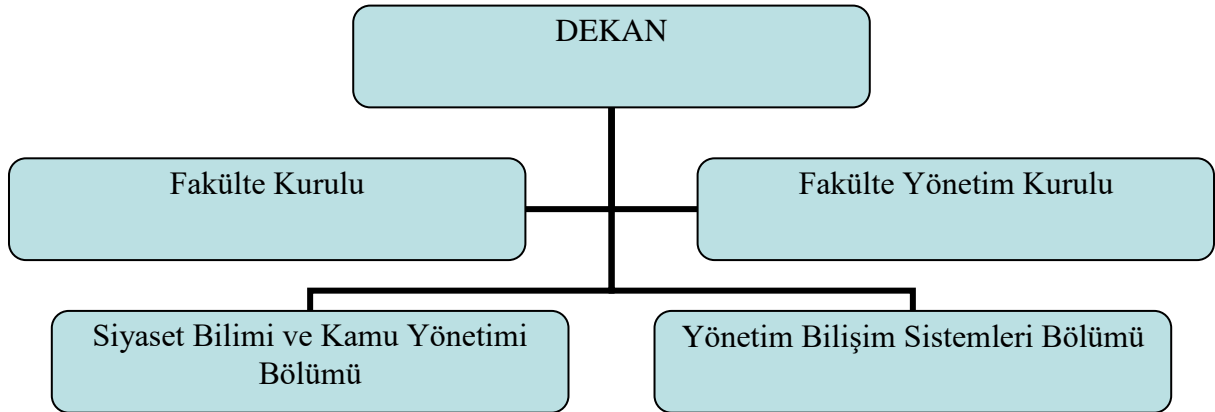 DEKAN
Fakülte Kurulu
Fakülte Yönetim Kurulu
Siyaset Bilimi ve Kamu Yönetimi
Bölümü
Yönetim Bilişim Sistemleri Bölümü